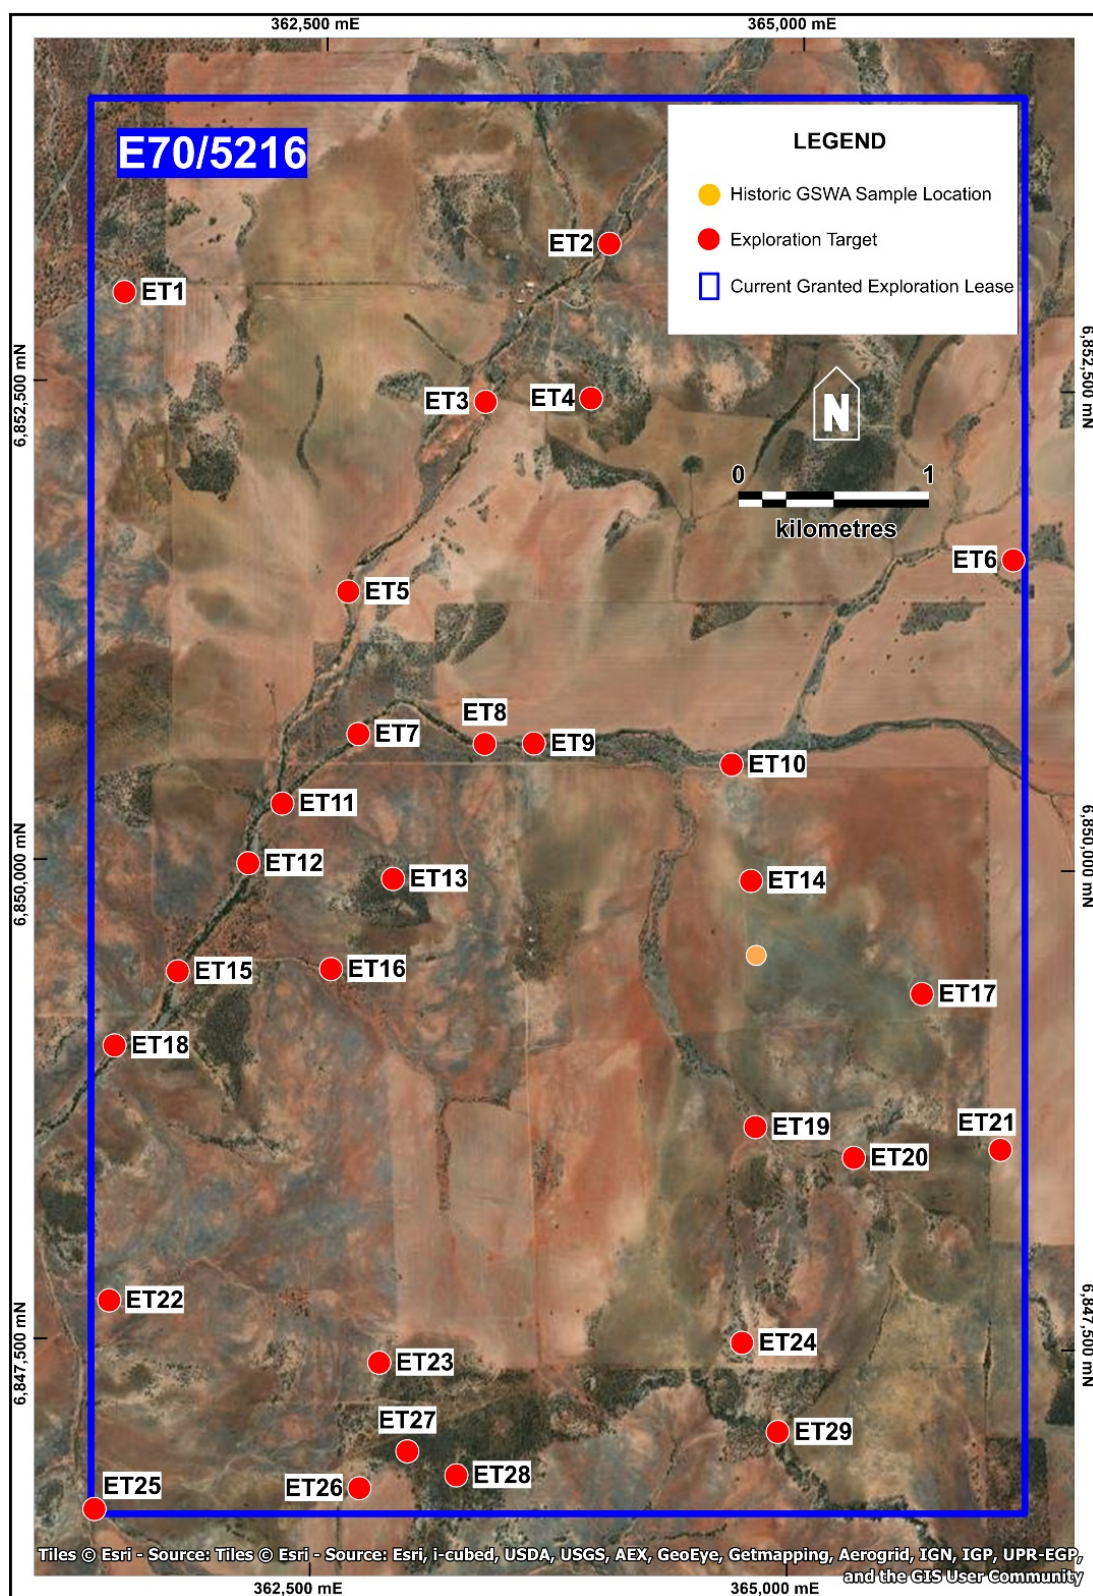 362,500 mE
365,000 mE
E70/5216
LEGEND
Historic GSWA Sample Location
Exploration Target
Current Granted Exploration Lease
ET2
ET1
6,852,500 mN
6,852,500 mN
ET3
ET4
N
0 1
kilometres
ET6
ET5
ET8
ET7
ET9
ET10
ET11
ET12
ET13
ET14
6,850,000 mN
6,850,000 mN
ET15
ET16
ET17
ET18
ET19
ET21
ET20
ET22
6,847,500 mN
6,847,500 mN
ET24
ET23
ET27
ET29
ET28
ET26
ET25
Tiles © Esri - Source: Tiles © Esri - Source: Esri, i-cubed, USDA, USGS, AEX, GeoEye, Getmapping, Aerogrid, IGN, IGP, UPR-EGP,
and the GIS User Community
362,500 mE
365,000 mE